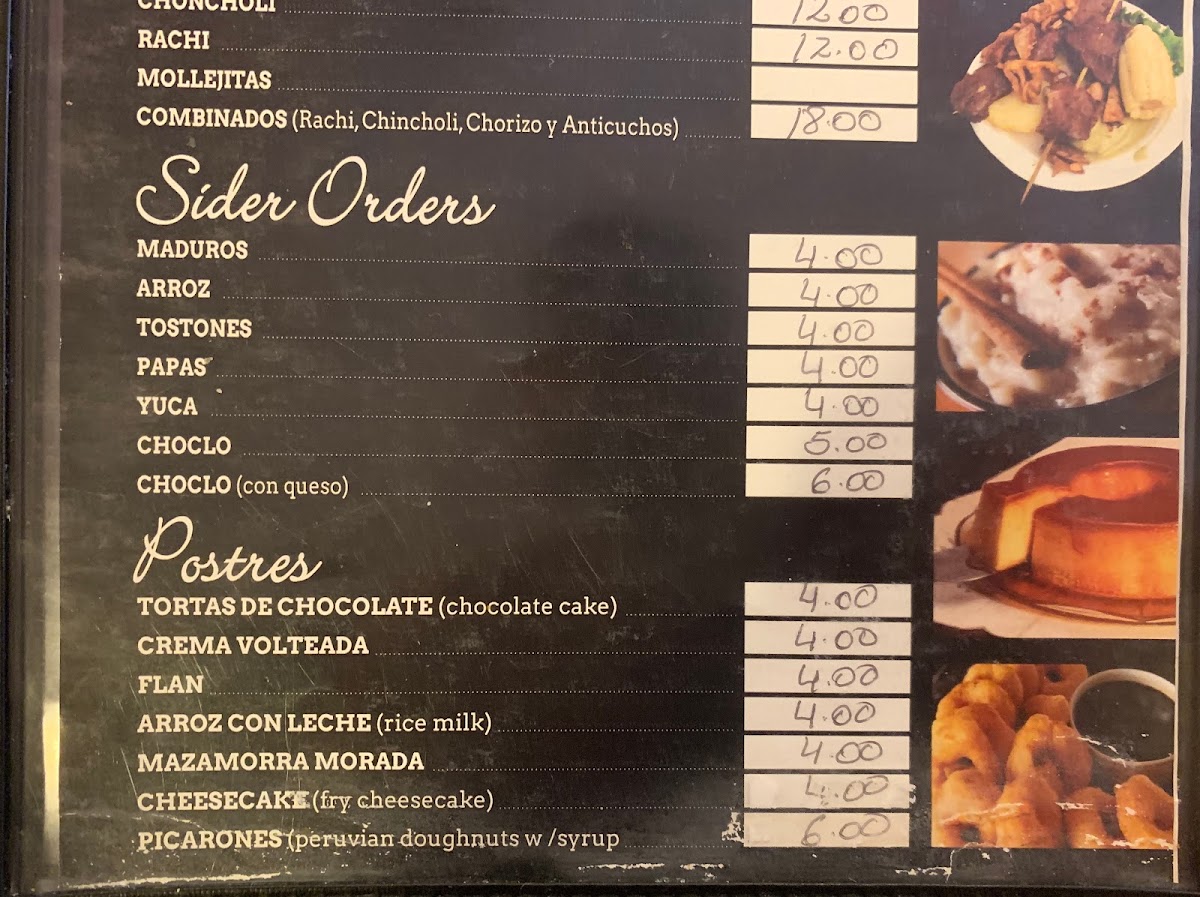 CHONCHOLI 12.00
RACHI 12.00
MOLLEJITAS
COMBINADOS (Rachi, Chincholi, Chorizo y Anticuchos) 18.00
Sider Orders
MADUROS 4.00
ARROZ 4.00
TOSTONES 4.00
PAPAS 4.00
YUCA 4.00
CHOCLO 5.00
CHOCLO (con queso) 6.00
Postres
TORTAS DE CHOCOLATE (chocolate cake) 4.00
CREMA VOLTEADA 4.00
FLAN 4.00
ARROZ CON LECHE (rice milk) 4.00
MAZAMORRA MORADA 4.00
CHEESECAKE (fry cheesecake) 4.00
PICARONES (peruvian doughnuts w /syrup 6.00